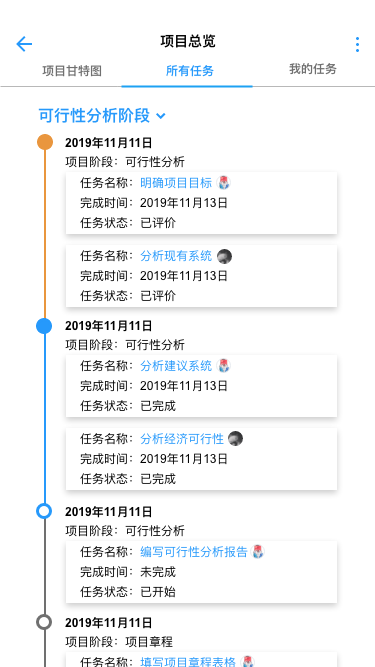 项目总览
项目甘特图
所有任务
我的任务
可行性分析阶段
2019年11月11日
项目阶段：可行性分析
任务名称：明确项目目标
完成时间：2019年11月13日
任务状态：已评价
任务名称：分析现有系统
完成时间：2019年11月13日
任务状态：已评价
2019年11月11日
项目阶段：可行性分析
任务名称：分析建议系统
完成时间：2019年11月13日
任务状态：已完成
任务名称：分析经济可行性
完成时间：2019年11月13日
任务状态：已完成
2019年11月11日
项目阶段：可行性分析
任务名称：编写可行性分析报告
完成时间：未完成
任务状态：已开始
2019年11月11日
项目阶段：项目章程
任务名称：填写项目章程表格